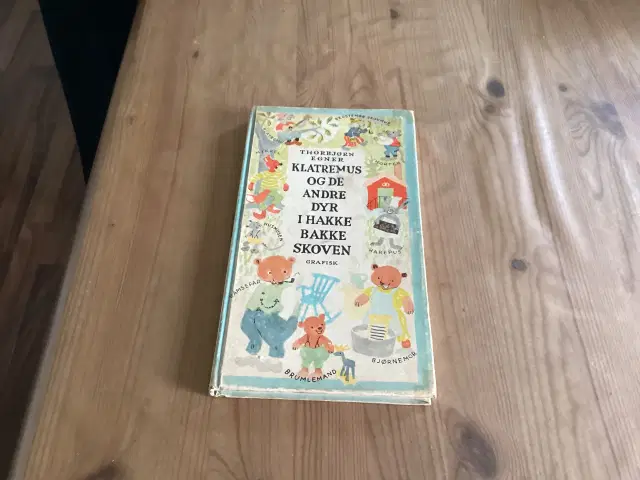 THORBJØRN
EGNER
KLATREMUS
OG DE
ANDRE
DYR
I HAKKE
BAKKE
SKOVEN
GRAFISK
BAMSEFAR
BRUMLEMAND
BJØRNEMOR